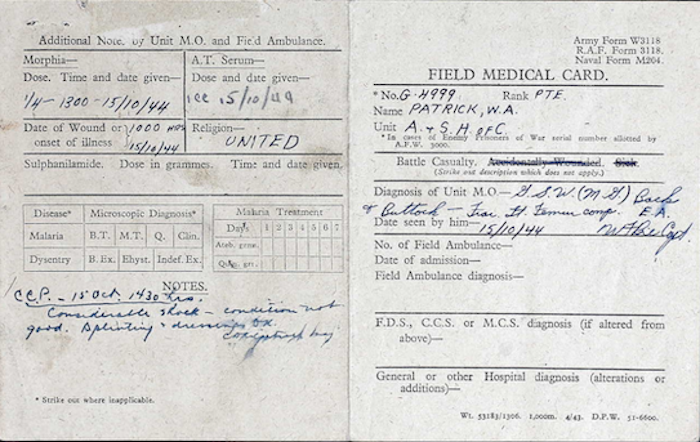 Additional Note. by Unit M.O. and Field Ambulance.
Morphia—
Dose. Time and date given—
1/4 - 1300 - 15/10/44
A.T. Serum—
Dose and date given—
1cc 15/10/44
Date of Wound or 1000 HRS
onset of illness 15/10/44
Religion—
UNITED
Sulphanilamide. Dose in grammes. Time and date given.
Disease* Microscopic Diagnosis*
Malaria B.T. M.T. Q. Clin.
Dysentery B. Ex. Ehyst. Indef. Ex.
Malaria Treatment
Days 1 2 3 4 5 6 7
Ateb. gme.
Quin. grs.
NOTES.
C.C.P. - 15 Oct. 1430 hrs.
Considerable shock - condition not
good. Splinting & dressings
* Strike out where inapplicable.
Army Form W3118
R.A.F. Form 3118.
Naval Form M204.
FIELD MEDICAL CARD.
* No. G-4999 Rank PTE.
Name PATRICK, W.A.
Unit A. & S. H. of C.
* In cases of Enemy Prisoners of War serial number allotted by
A.F.W. 3000.
Battle Casualty. Accidentally Wounded. Sick.
(Strike out description which does not apply.)
Diagnosis of Unit M.O— G.S.W. (M.G) Back
& Buttock - Frac. Lt. Femur comp. E.A.
Date seen by him— 15/10/44 Capt
No. of Field Ambulance—
Date of admission—
Field Ambulance diagnosis—
F.D.S., C.C.S. or M.C.S. diagnosis (if altered from
above)—
General or other Hospital diagnosis (alterations or
additions)—
Wt. 53183/1306. 1,000m. 4/43. D.P.W. 51-6600.